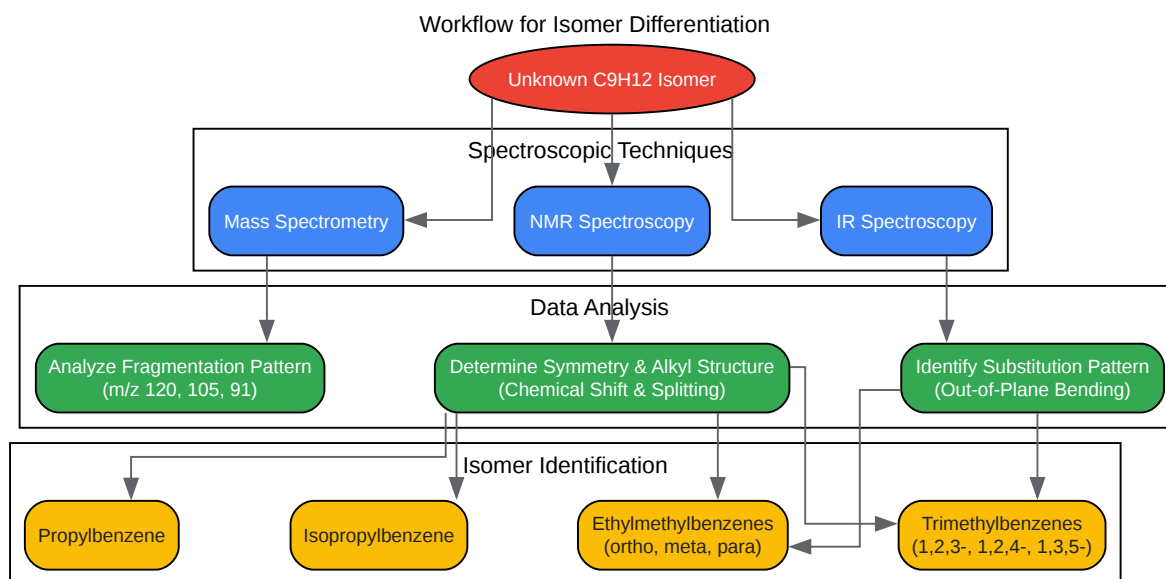 Workflow for Isomer Differentiation
Unknown C9H12 Isomer
Spectroscopic Techniques
Mass Spectrometry
NMR Spectroscopy
IR Spectroscopy
Data Analysis
Analyze Fragmentation Pattern
(m/z 120, 105, 91)
Determine Symmetry & Alkyl Structure
(Chemical Shift & Splitting)
Identify Substitution Pattern
(Out-of-Plane Bending)
Isomer Identification
Propylbenzene
Isopropylbenzene
Ethylmethylbenzenes
(ortho, meta, para)
Trimethylbenzenes
(1,2,3-, 1,2,4-, 1,3,5-)